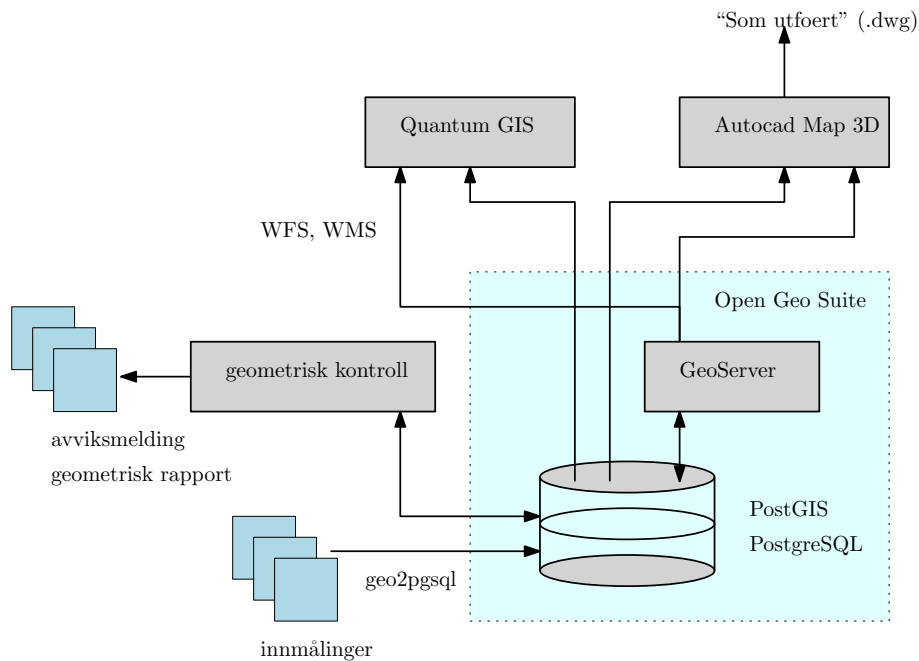 “Som utfoert” (.dwg)
Quantum GIS
Autocad Map 3D
WFS, WMS
Open Geo Suite
geometrisk kontroll
GeoServer
avviksmelding
geometrisk rapport
PostGIS
PostgreSQL
geo2pgsql
innmålinger